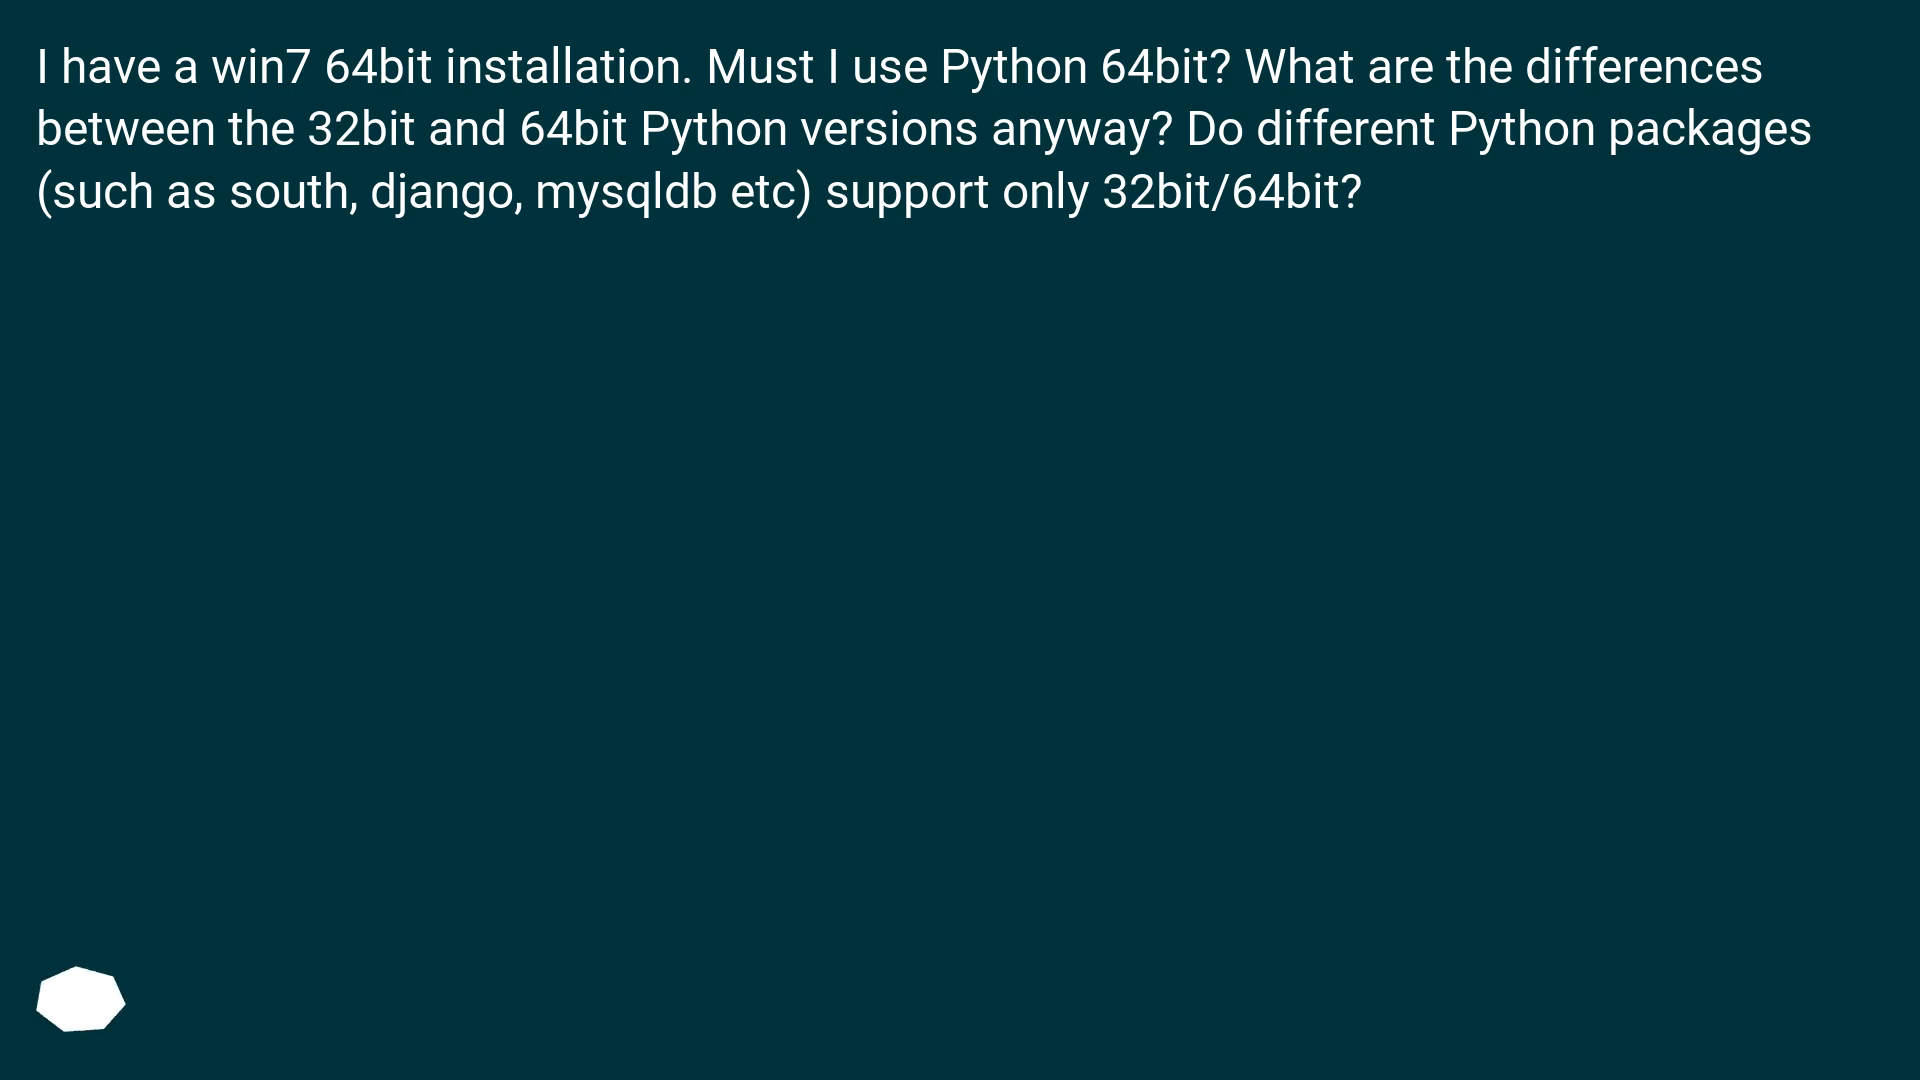 I have a win7 64bit installation. Must I use Python 64bit? What are the differences
between the 32bit and 64bit Python versions anyway? Do different Python packages
(such as south, django, mysqldb etc) support only 32bit/64bit?